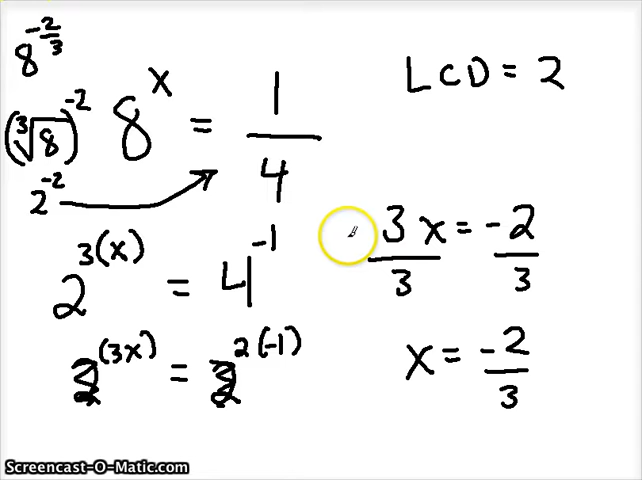 8^{-2/3}
(∛8)^{-2}
2^{-2}
8^x = 1/4
2^{3(x)} = 4^{-1}
2^{(3x)} = 2^{2(-1)}
LCD = 2
3x/3 = -2/3
x = -2/3
Screencast-O-Matic.com